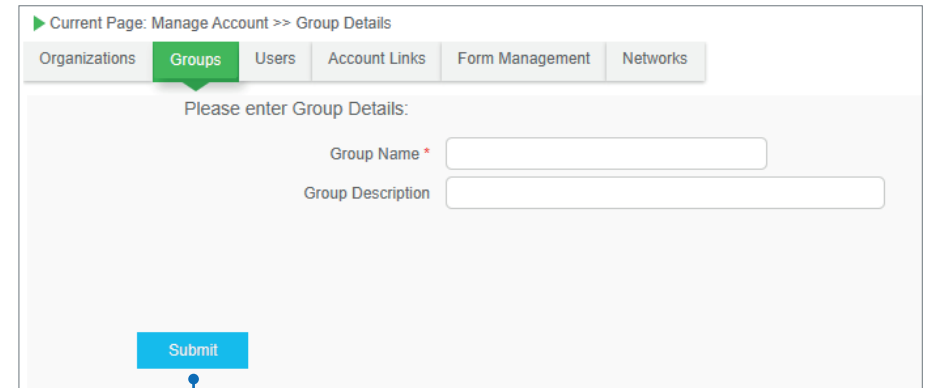 Current Page: Manage Account >> Group Details
Organizations Groups Users Account Links Form Management Networks
Please enter Group Details:
Group Name *
Group Description
Submit